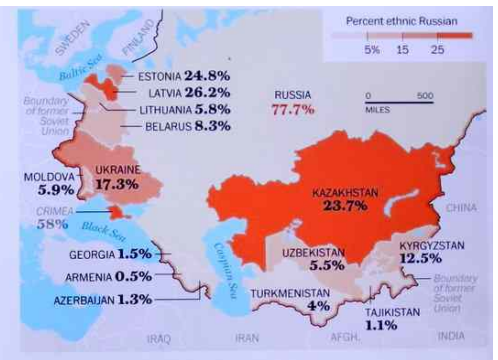 Percent ethnic Russian
5% 15 25
SWEDEN
FINLAND
Baltic Sea
ESTONIA 24.8%
LATVIA 26.2%
LITHUANIA 5.8%
BELARUS 8.3%
RUSSIA
77.7%
0 500
MILES
Boundary
of former
Soviet
Union
MOLDOVA
5.9%
UKRAINE
17.3%
CRIMEA
58%
Black Sea
KAZAKHSTAN
23.7%
CHINA
GEORGIA 1.5%
ARMENIA 0.5%
AZERBAIJAN 1.3%
Caspian Sea
UZBEKISTAN
5.5%
KYRGYZSTAN
12.5%
TURKMENISTAN
4%
TAJIKISTAN
1.1%
Boundary
of former
Soviet
Union
IRAQ
IRAN
AFGH.
INDIA